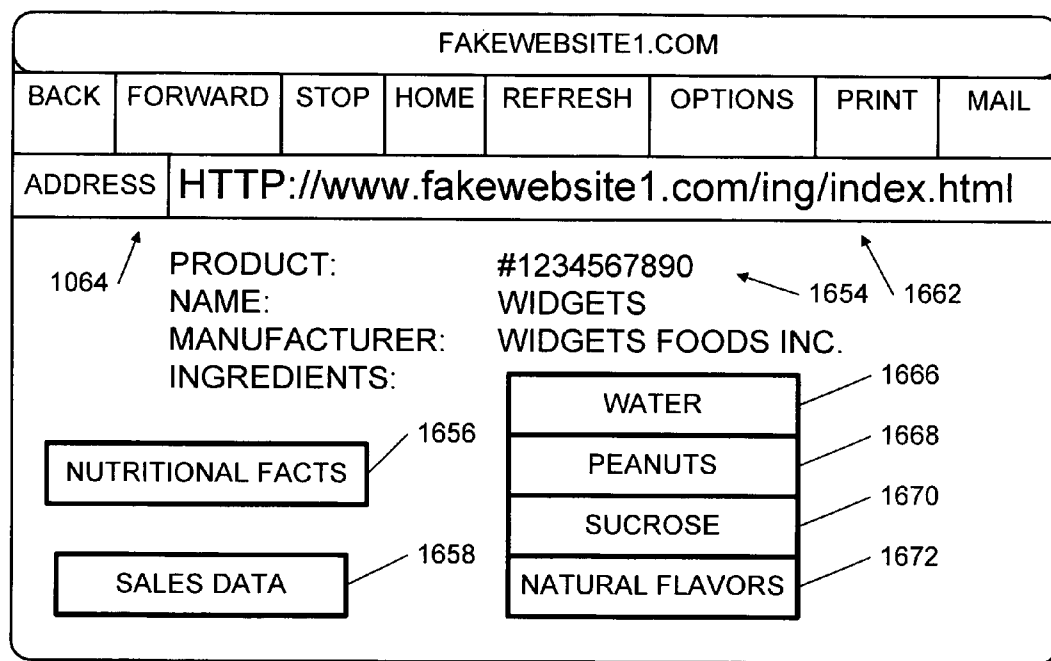 FAKEWEBSITE1.COM
BACK FORWARD STOP HOME REFRESH OPTIONS PRINT MAIL
ADDRESS HTTP://www.fakewebsite1.com/ing/index.html
1064 PRODUCT: #1234567890 1654 1662
NAME: WIDGETS
MANUFACTURER: WIDGETS FOODS INC.
INGREDIENTS:
WATER 1666
PEANUTS 1668
SUCROSE 1670
NATURAL FLAVORS 1672
NUTRITIONAL FACTS 1656
SALES DATA 1658